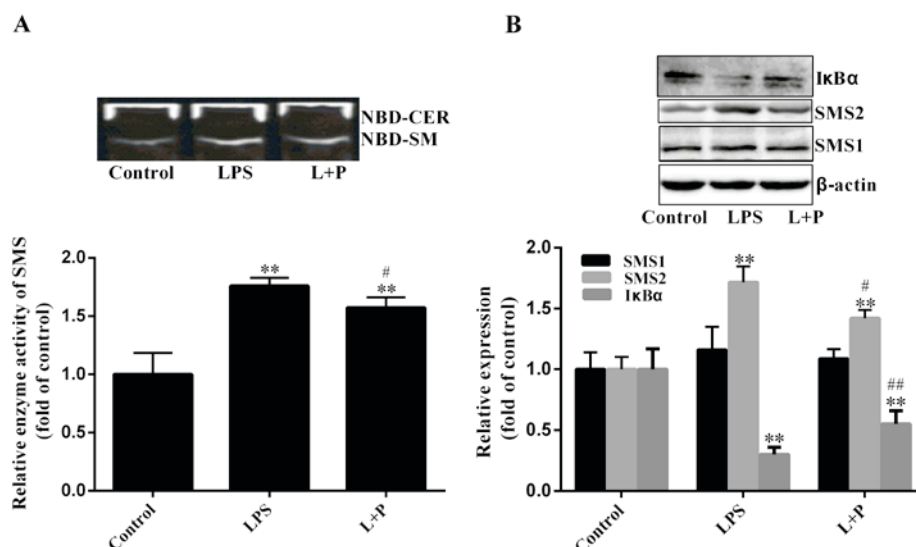 A
NBD-CER
NBD-SM
Control LPS L+P
Relative enzyme activity of SMS
(fold of control)
2.0
1.5
1.0
0.5
0.0
**
#
**
Control LPS L+P
B
IκBα
SMS2
SMS1
β-actin
Control LPS L+P
Relative expression
(fold of control)
2.0
1.5
1.0
0.5
0.0
SMS1
SMS2
IκBα
**
**
#
**
##
**
Control LPS L+P